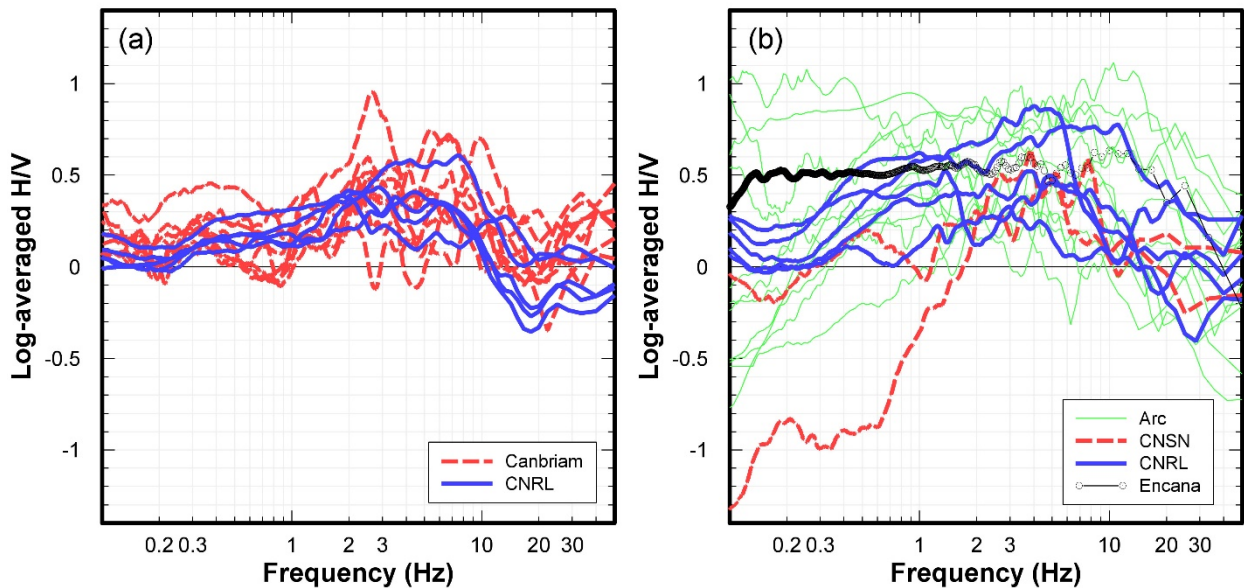 (a)
Log-averaged H/V
1
0.5
0
-0.5
-1
0.2 0.3 1 2 3 10 20 30
Frequency (Hz)
Canbriam
CNRL
(b)
Log-averaged H/V
1
0.5
0
-0.5
-1
0.2 0.3 1 2 3 10 20 30
Frequency (Hz)
Arc
CNSN
CNRL
Encana